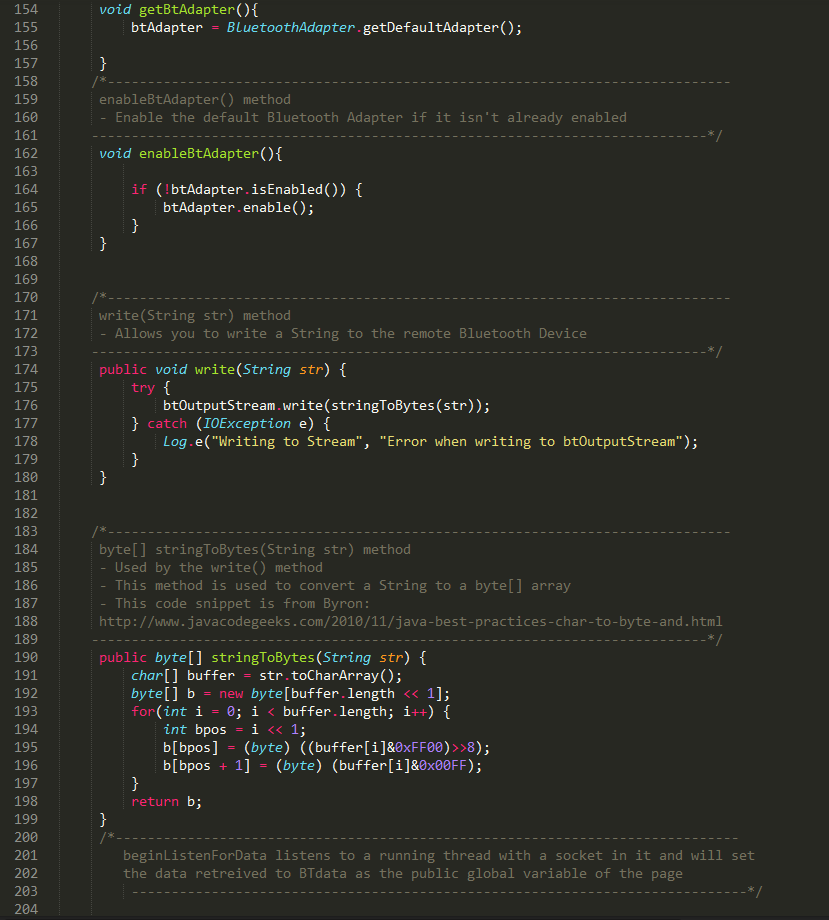 154 void getBtAdapter(){
155 btAdapter = BluetoothAdapter.getDefaultAdapter();
156
157 }
158 /*------------------------------------------------------------------------------
159 enableBtAdapter() method
160 - Enable the default Bluetooth Adapter if it isn't already enabled
161 -----------------------------------------------------------------------------*/
162 void enableBtAdapter(){
163
164 if (!btAdapter.isEnabled()) {
165 btAdapter.enable();
166 }
167 }
168
169
170 /*------------------------------------------------------------------------------
171 write(String str) method
172 - Allows you to write a String to the remote Bluetooth Device
173 -----------------------------------------------------------------------------*/
174 public void write(String str) {
175 try {
176 btOutputStream.write(stringToBytes(str));
177 } catch (IOException e) {
178 Log.e("Writing to Stream", "Error when writing to btOutputStream");
179 }
180 }
181
182
183 /*------------------------------------------------------------------------------
184 byte[] stringToBytes(String str) method
185 - Used by the write() method
186 - This method is used to convert a String to a byte[] array
187 - This code snippet is from Byron:
188 http://www.javacodegeeks.com/2010/11/java-best-practices-char-to-byte-and.html
189 -----------------------------------------------------------------------------*/
190 public byte[] stringToBytes(String str) {
191 char[] buffer = str.toCharArray();
192 byte[] b = new byte[buffer.length << 1];
193 for(int i = 0; i < buffer.length; i++) {
194 int bpos = i << 1;
195 b[bpos] = (byte) ((buffer[i]&0xFF00)>>8);
196 b[bpos + 1] = (byte) (buffer[i]&0x00FF);
197 }
198 return b;
199 }
200 /*------------------------------------------------------------------------------
201 beginListenForData listens to a running thread with a socket in it and will set
202 the data retreived to BTdata as the public global variable of the page
203 -----------------------------------------------------------------------------*/
204